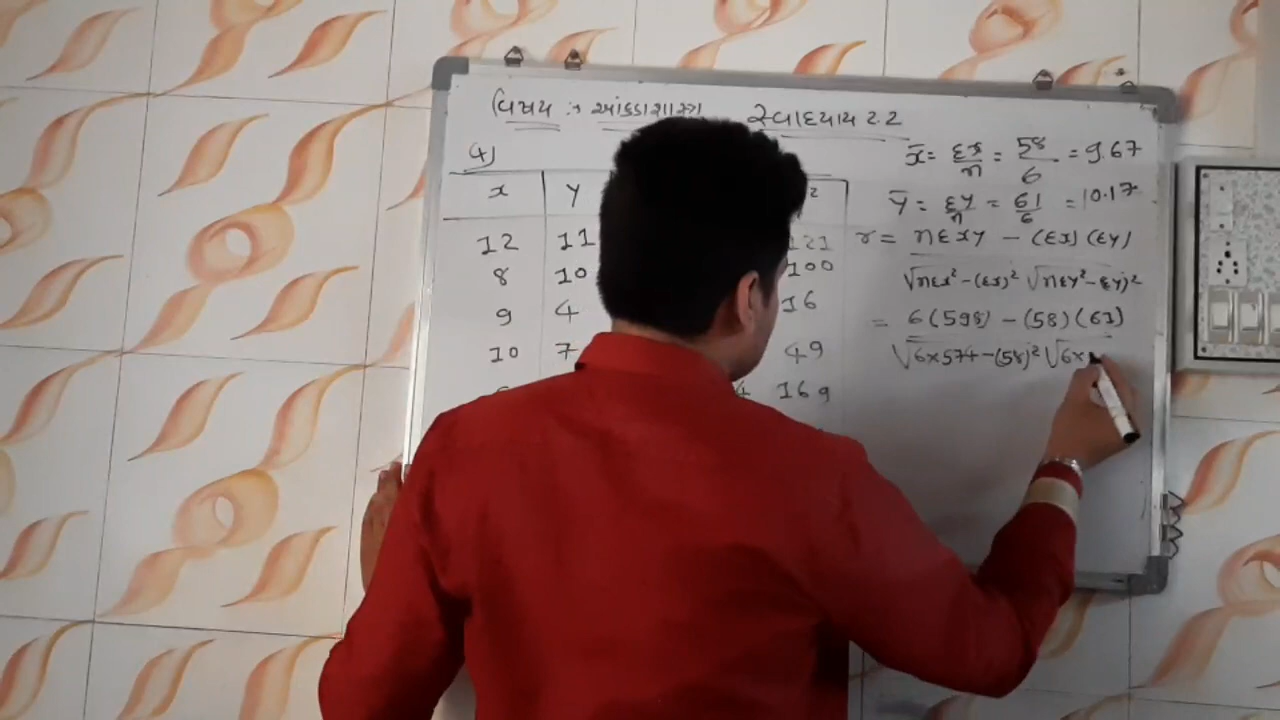 વિષય :- આંકડાશાસ્ત્ર સ્વાધ્યાય 2.2
x̄ = Σx/n = 58/6 = 9.67
ȳ = Σy/n = 61/6 = 10.17
4)
x y
r = nΣxy - (Σx) (Σy)
12 11 121
8 10 100
√nΣx² - (Σx)² √nΣy² - (Σy)²
9 4 16
= 6(598) - (58)(61)
10 7 49
√6×574 - (58)² √6×
169